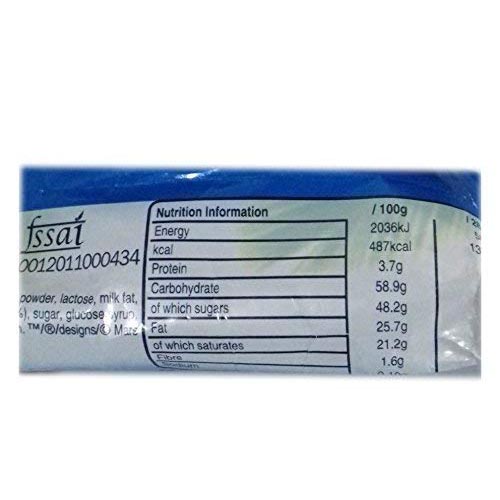 fssai
0012011000434
powder, lactose, milk fat,
%), sugar, glucose syrup,
™/®/designs/® Mars
Nutrition Information / 100g
Energy 2036kJ
kcal 487kcal
Protein 3.7g
Carbohydrate 58.9g
of which sugars 48.2g
Fat 25.7g
of which saturates 21.2g
Fibre 1.6g
Sodium